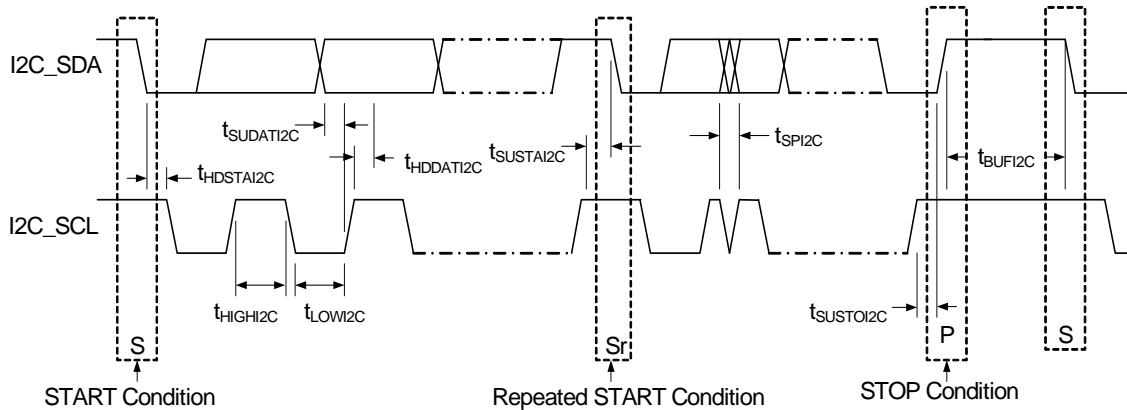 I2C_SDA
tSUDATI2C
tHDDATI2C
tSUSTAI2C
tSPI2C
tBUFI2C
tHDSTAI2C
I2C_SCL
tHIGHI2C
tLOWI2C
tSUSTOI2C
S
Sr
P
S
START Condition
Repeated START Condition
STOP Condition